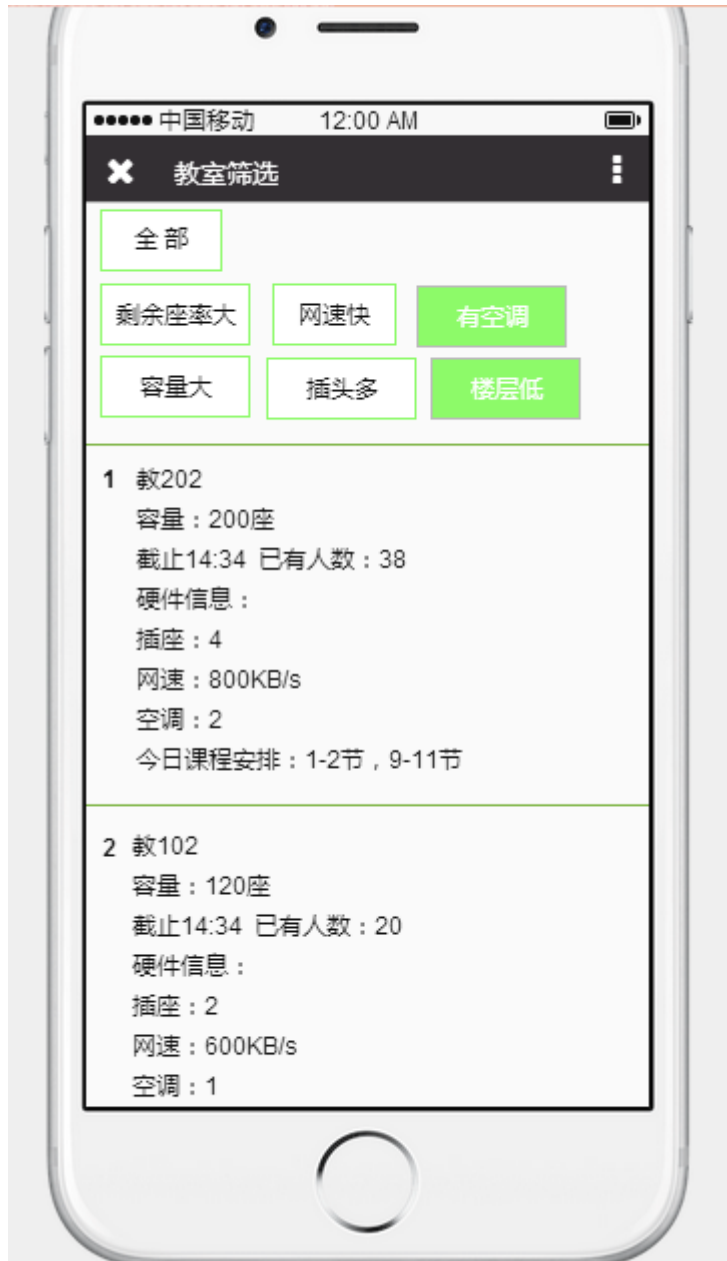 中国移动 12:00 AM
教室筛选
全 部
剩余座率大 网速快 有空调
容量大 插头多 楼层低
1 教202
容量：200座
截止14:34 已有人数：38
硬件信息：
插座：4
网速：800KB/s
空调：2
今日课程安排：1-2节，9-11节
2 教102
容量：120座
截止14:34 已有人数：20
硬件信息：
插座：2
网速：600KB/s
空调：1